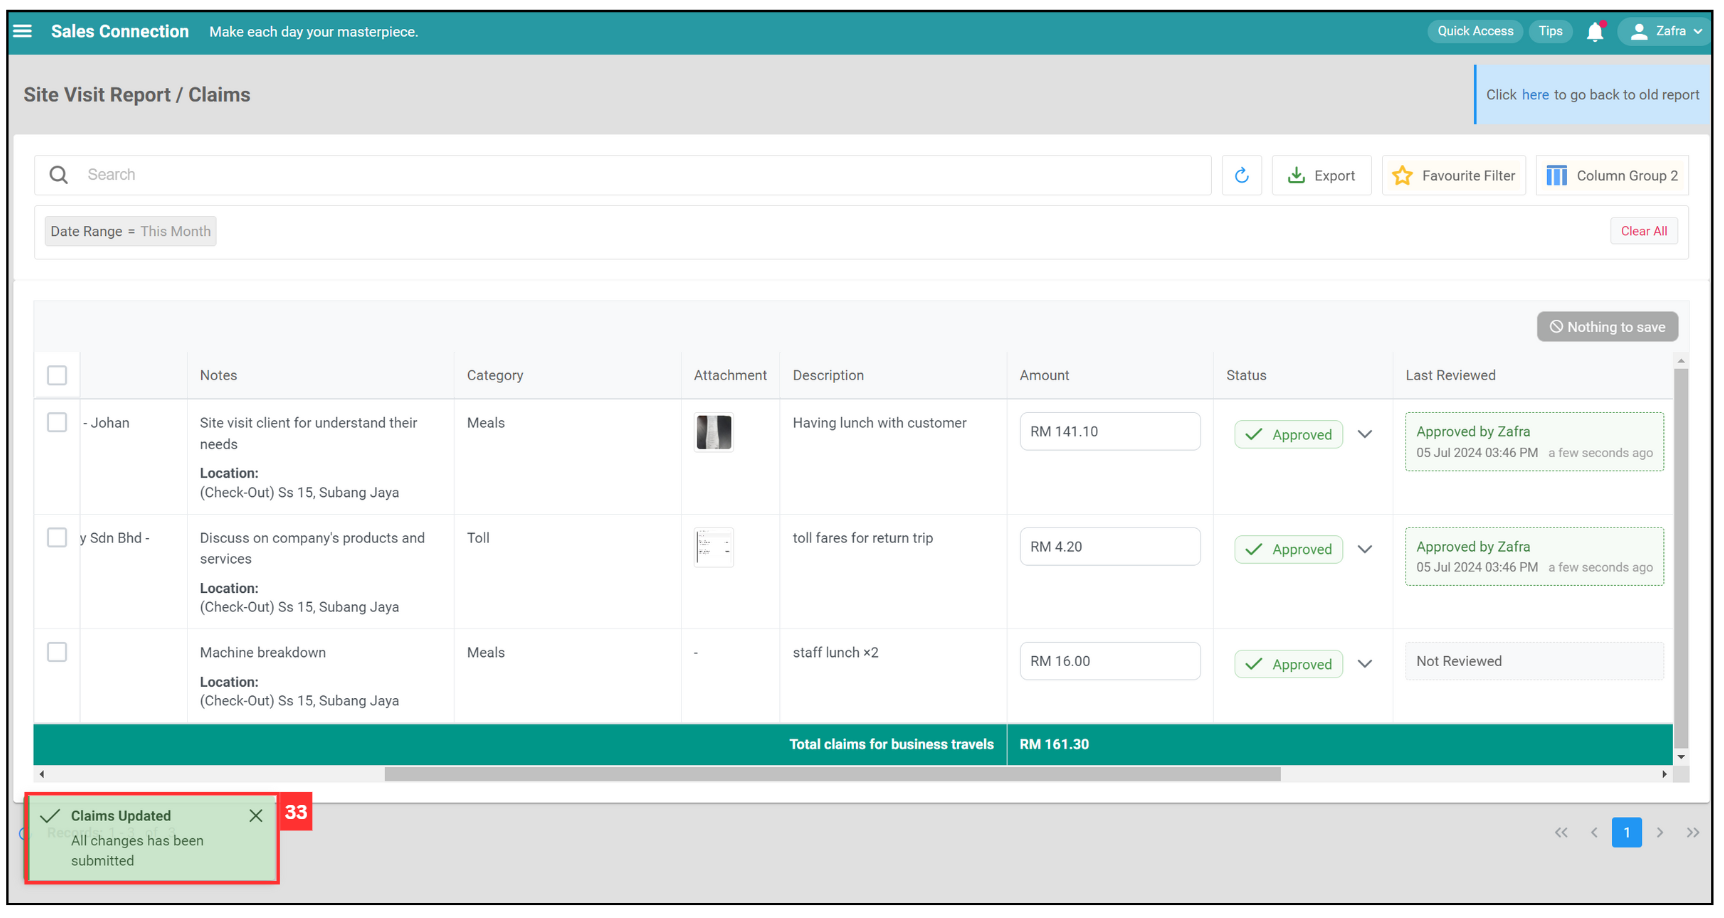 Sales Connection Make each day your masterpiece. Quick Access Tips Zafra
Site Visit Report / Claims
Click here to go back to old report
Search Export Favourite Filter Column Group 2
Date Range = This Month Clear All
Nothing to save
Notes Category Attachment Description Amount Status Last Reviewed
- Johan Site visit client for understand their Meals Having lunch with customer RM 141.10 Approved Approved by Zafra
needs 05 Jul 2024 03:46 PM a few seconds ago
Location:
(Check-Out) Ss 15, Subang Jaya
y Sdn Bhd - Discuss on company's products and Toll toll fares for return trip RM 4.20 Approved Approved by Zafra
services 05 Jul 2024 03:46 PM a few seconds ago
Location:
(Check-Out) Ss 15, Subang Jaya
Machine breakdown Meals - staff lunch ×2 RM 16.00 Approved Not Reviewed
Location:
(Check-Out) Ss 15, Subang Jaya
Total claims for business travels RM 161.30
Claims Updated 33
All changes has been
submitted
1